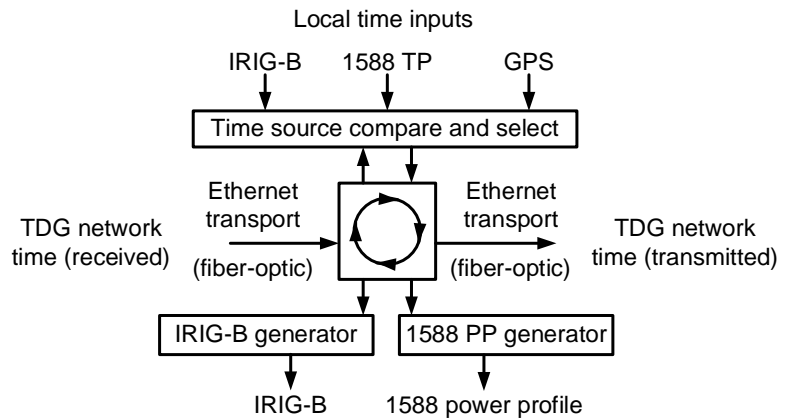 Local time inputs
IRIG-B 1588 TP GPS
Time source compare and select
Ethernet transport
(fiber-optic)
Ethernet transport
(fiber-optic)
TDG network
time (received)
TDG network
time (transmitted)
IRIG-B generator
1588 PP generator
IRIG-B
1588 power profile